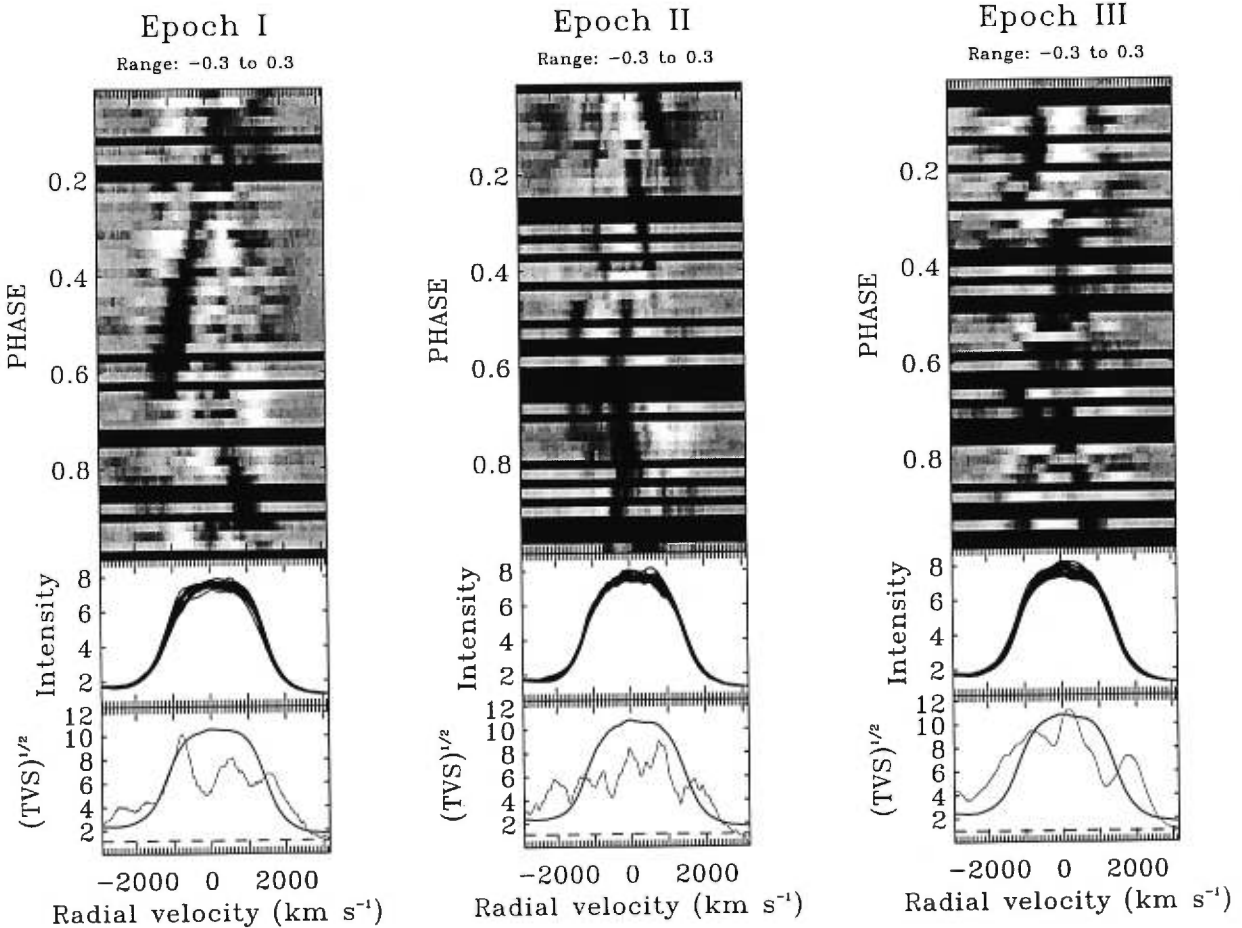 Epoch I
Range: −0.3 to 0.3
PHASE
0.2
0.4
0.6
0.8
Intensity
8
6
4
2
(TVS)^1/2
12
10
8
6
4
2
−2000 0 2000
Radial velocity (km s⁻¹)
Epoch II
Range: −0.3 to 0.3
PHASE
0.2
0.4
0.6
0.8
Intensity
8
6
4
2
(TVS)^1/2
12
10
8
6
4
2
−2000 0 2000
Radial velocity (km s⁻¹)
Epoch III
Range: −0.3 to 0.3
PHASE
0.2
0.4
0.6
0.8
Intensity
8
6
4
2
(TVS)^1/2
12
10
8
6
4
2
−2000 0 2000
Radial velocity (km s⁻¹)